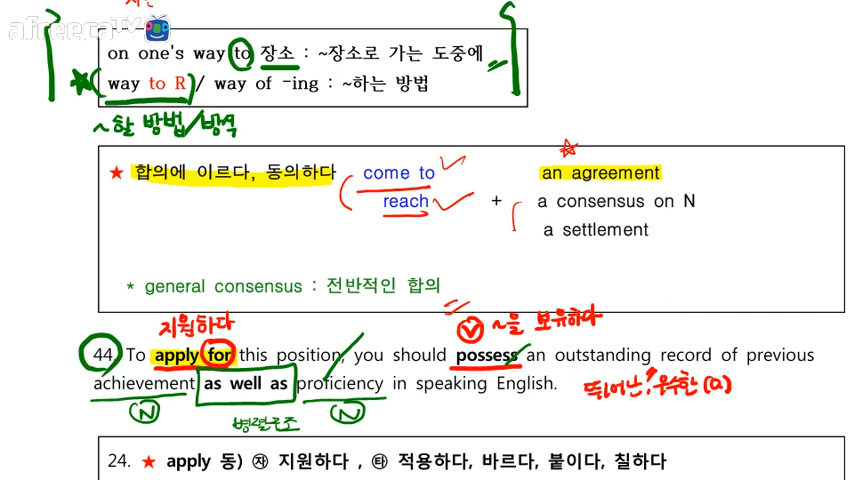 afreecaTV
on one's way to 장소 : ~장소로 가는 도중에
way to R / way of -ing : ~하는 방법
~할 방법/방식
★ 합의에 이르다, 동의하다 come to an agreement
reach + a consensus on N
a settlement
* general consensus : 전반적인 합의
지원하다 V ~을 보유하다
44. To apply for this position, you should possess an outstanding record of previous
achievement as well as proficiency in speaking English. 뛰어난, 우수한 (a)
N 병렬구조 N
24. ★ apply 동) ㉶ 지원하다 , ㉹ 적용하다, 바르다, 붙이다, 칠하다